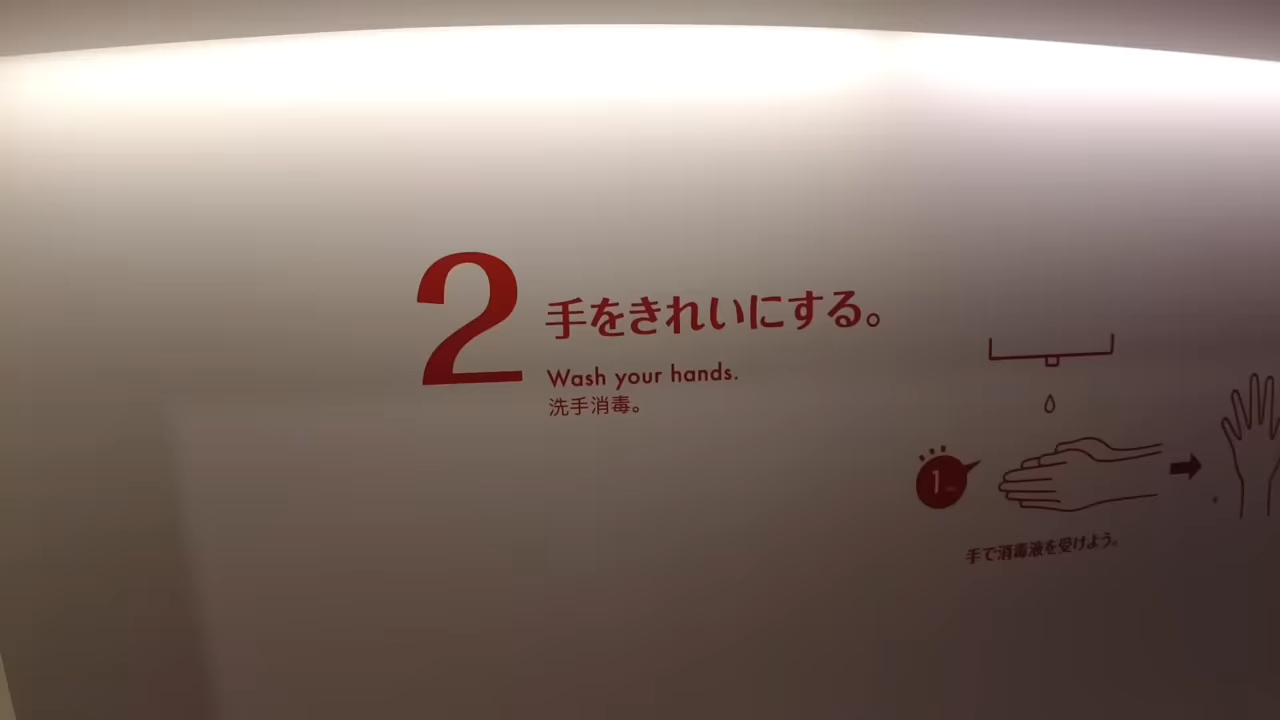 2
手をきれいにする。
Wash your hands.
洗手消毒。
1
手で消毒液を受けよう。